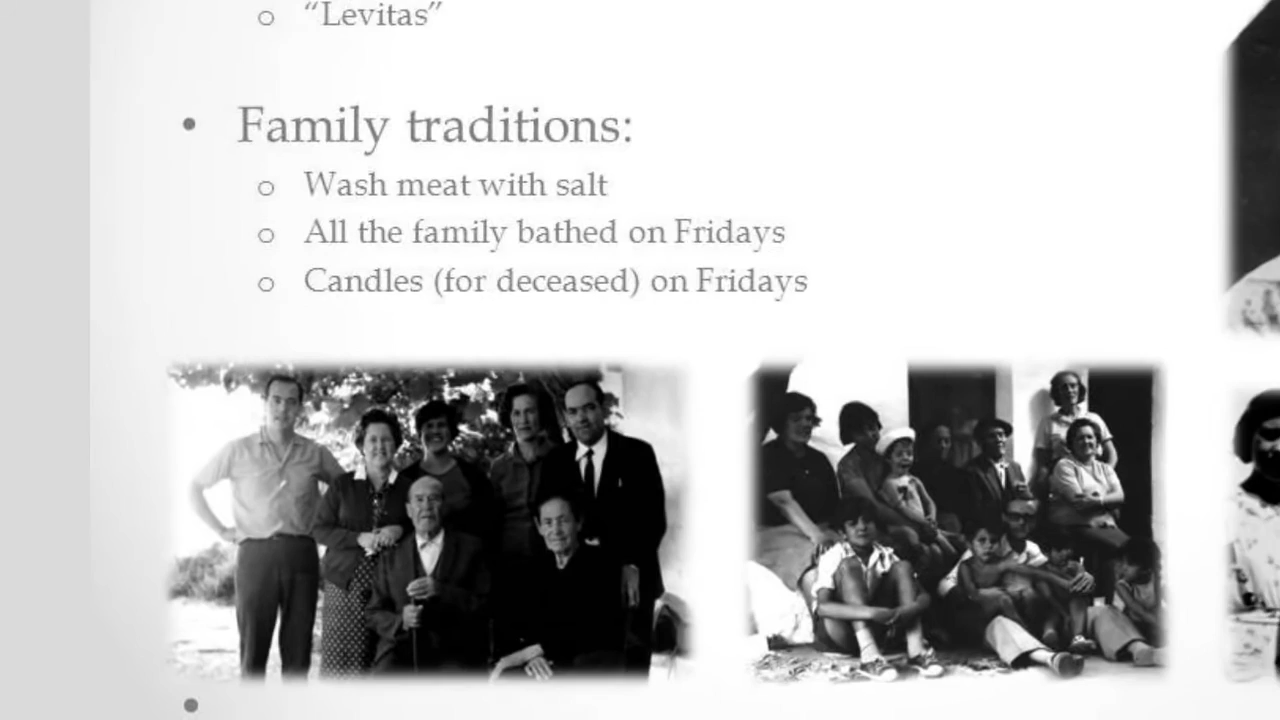 ○ “Levitas”
• Family traditions:
○ Wash meat with salt
○ All the family bathed on Fridays
○ Candles (for deceased) on Fridays
•